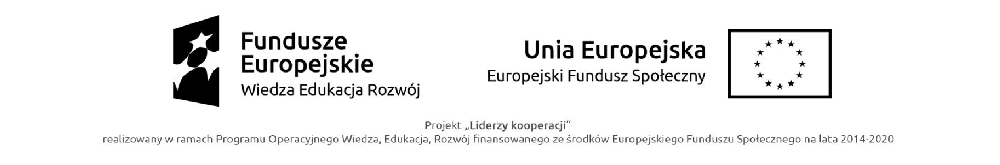 Fundusze
Europejskie
Wiedza Edukacja Rozwój
Unia Europejska
Europejski Fundusz Społeczny
Projekt „Liderzy kooperacji“
realizowany w ramach Programu Operacyjnego Wiedza, Edukacja, Rozwój finansowanego ze środków Europejskiego Funduszu Społecznego na lata 2014-2020